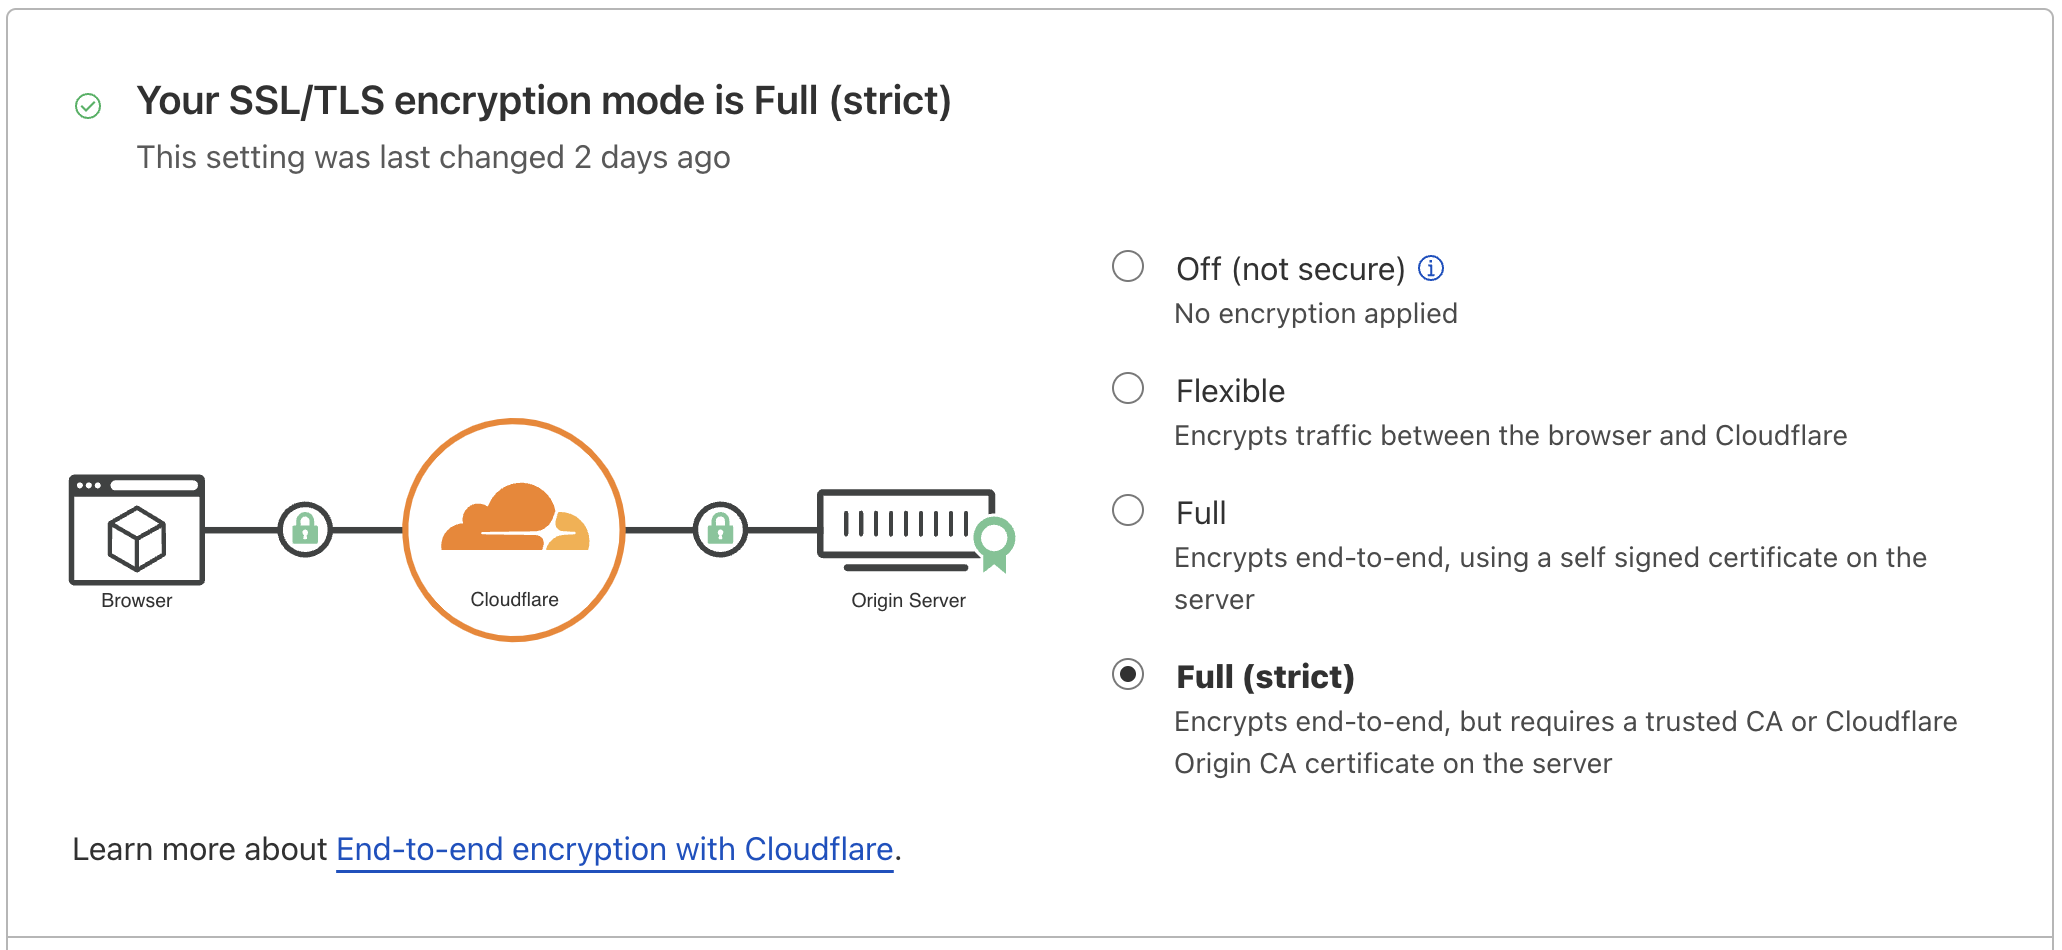 Your SSL/TLS encryption mode is Full (strict)
This setting was last changed 2 days ago
Off (not secure)
No encryption applied
Flexible
Encrypts traffic between the browser and Cloudflare
Full
Encrypts end-to-end, using a self signed certificate on the
server
Full (strict)
Encrypts end-to-end, but requires a trusted CA or Cloudflare
Origin CA certificate on the server
Browser
Cloudflare
Origin Server
Learn more about End-to-end encryption with Cloudflare.